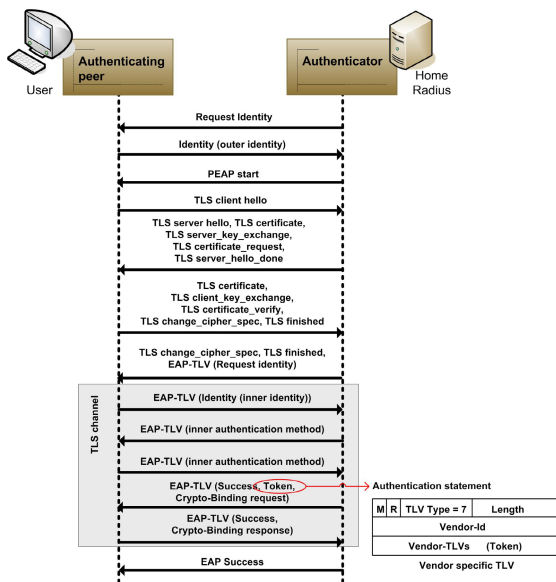 Authenticating
peer
Authenticator
User
Home
Radius
Request Identity
Identity (outer identity)
PEAP start
TLS client hello
TLS server hello, TLS certificate,
TLS server_key_exchange,
TLS certificate_request,
TLS server_hello_done
TLS certificate,
TLS client_key_exchange,
TLS certificate_verify,
TLS change_cipher_spec, TLS finished
TLS change_cipher_spec, TLS finished,
EAP-TLV (Request identity)
TLS channel
EAP-TLV (Identity (inner identity))
EAP-TLV (inner authentication method)
EAP-TLV (inner authentication method)
EAP-TLV (Success, Token,
Crypto-Binding request)
Authentication statement
EAP-TLV (Success,
Crypto-Binding response)
EAP Success
M R TLV Type = 7 Length
Vendor-Id
Vendor-TLVs (Token)
Vendor specific TLV